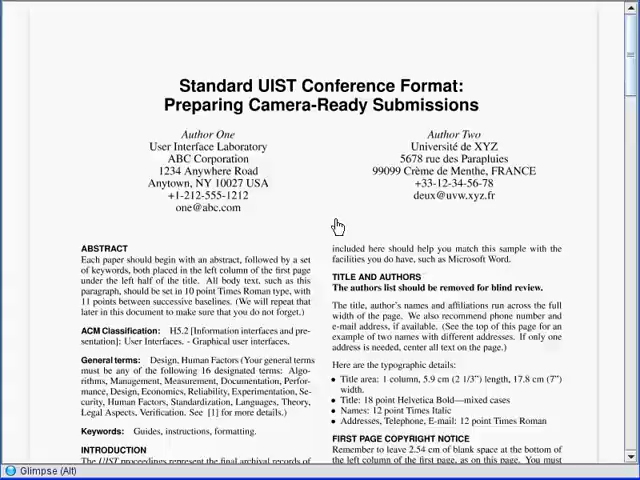 Standard UIST Conference Format:
Preparing Camera-Ready Submissions
Author One
User Interface Laboratory
ABC Corporation
1234 Anywhere Road
Anytown, NY 10027 USA
+1-212-555-1212
one@abc.com
Author Two
Université de XYZ
5678 rue des Parapluies
99099 Crème de Menthe, FRANCE
+33-12-34-56-78
deux@uvw.xyz.fr
ABSTRACT
Each paper should begin with an abstract, followed by a set
of keywords, both placed in the left column of the first page
under the left half of the title. All body text, such as this
paragraph, should be set in 10 point Times Roman type, with
11 points between successive baselines. (We will repeat that
later in this document to make sure that you do not forget.)
ACM Classification: H5.2 [Information interfaces and pre-
sentation]: User Interfaces. - Graphical user interfaces.
General terms: Design, Human Factors (Your general terms
must be any of the following 16 designated terms: Algo-
rithms, Management, Measurement, Documentation, Perfor-
mance, Design, Economics, Reliability, Experimentation, Se-
curity, Human Factors, Standardization, Languages, Theory,
Legal Aspects, Verification. See [1] for more details.)
Keywords: Guides, instructions, formatting.
INTRODUCTION
The UIST proceedings represent the final archival records of
included here should help you match this sample with the
facilities you do have, such as Microsoft Word.
TITLE AND AUTHORS
The authors list should be removed for blind review.
The title, author's names and affiliations run across the full
width of the page. We also recommend phone number and
e-mail address, if available. (See the top of this page for an
example of two names with different addresses. If only one
address is needed, center all text on the page.)
Here are the typographic details:
• Title area: 1 column, 5.9 cm (2 1/3”) length, 17.8 cm (7”)
width.
• Title: 18 point Helvetica Bold—mixed cases
• Names: 12 point Times Italic
• Addresses, Telephone, E-mail: 12 point Times Roman
FIRST PAGE COPYRIGHT NOTICE
Remember to leave 2.54 cm of blank space at the bottom of
the left column of the first page, as on this page. You must
Glimpse (Alt)